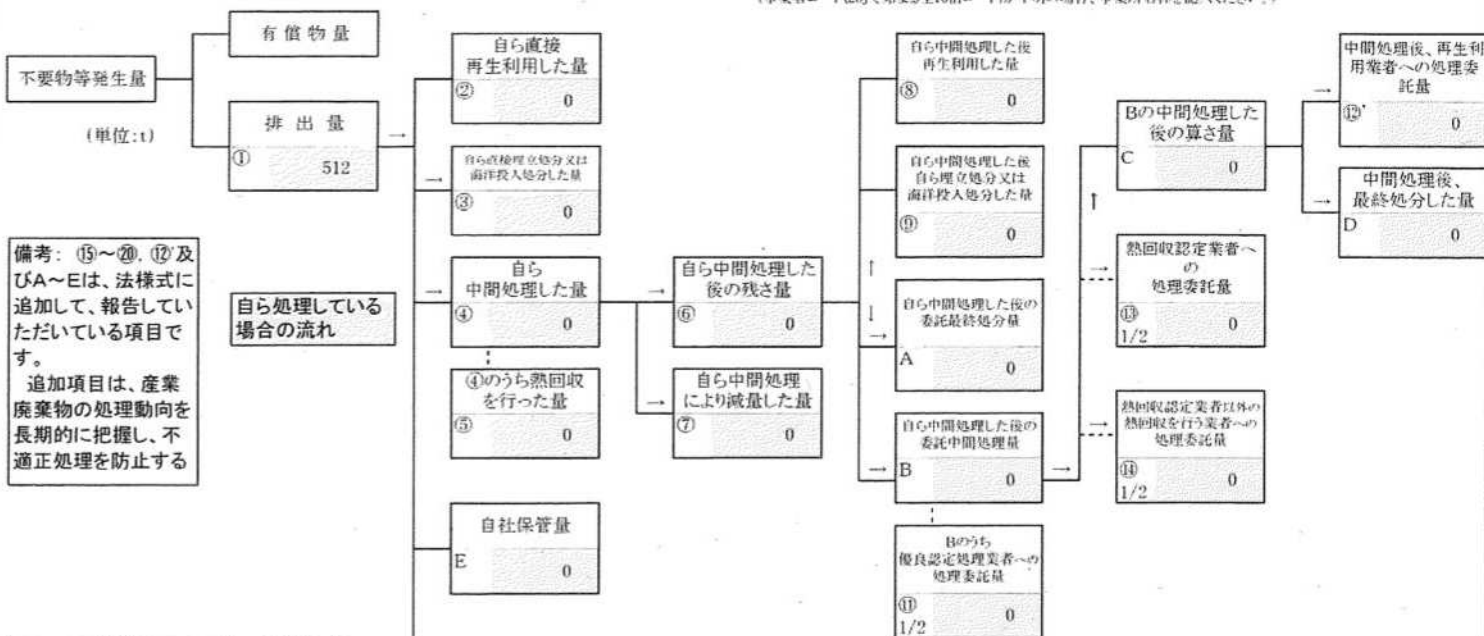 有償物量
不要物等発生量
(単位:t)
排出量
①
512
→
備考: ⑮~⑳, ⑫'及
びA~Eは、法様式に
追加して、報告してい
ただいている項目で
す。
追加項目は、産業
廃棄物の処理動向を
長期的に把握し、不
適正処理を防止する
自ら処理している
場合の流れ
自ら直接
再生利用した量
②
0
→
自ら直接埋立処分又は
海洋投入処分した量
③
0
→
自ら
中間処理した量
④
0
④のうち熱回収
を行った量
⑤
0
自社保管量
E
0
→
自ら中間処理した
後の残さ量
⑥
0
→
自ら中間処理
により減量した量
⑦
0
自ら中間処理した後
再生利用した量
⑧
0
自ら中間処理した後
自ら埋立処分又は
海洋投入処分した量
⑨
0
↑
↓
→
自ら中間処理した後の
委託最終処分量
A
0
→
自ら中間処理した後の
委託中間処理量
B
0
→
Bのうち
優良認定処理業者への
処理委託量
⑪
1/2
0
Bの中間処理した
後の算さ量
C
0
↑
→
熱回収認定業者へ
の
処理委託量
⑬
1/2
0
→
熱回収認定業者以外の
熱回収を行う業者への
処理委託量
⑭
1/2
0
→
中間処理後、再生利
用業者への処理委
託量
⑫'
0
→
中間処理後、
最終処分した量
D
0